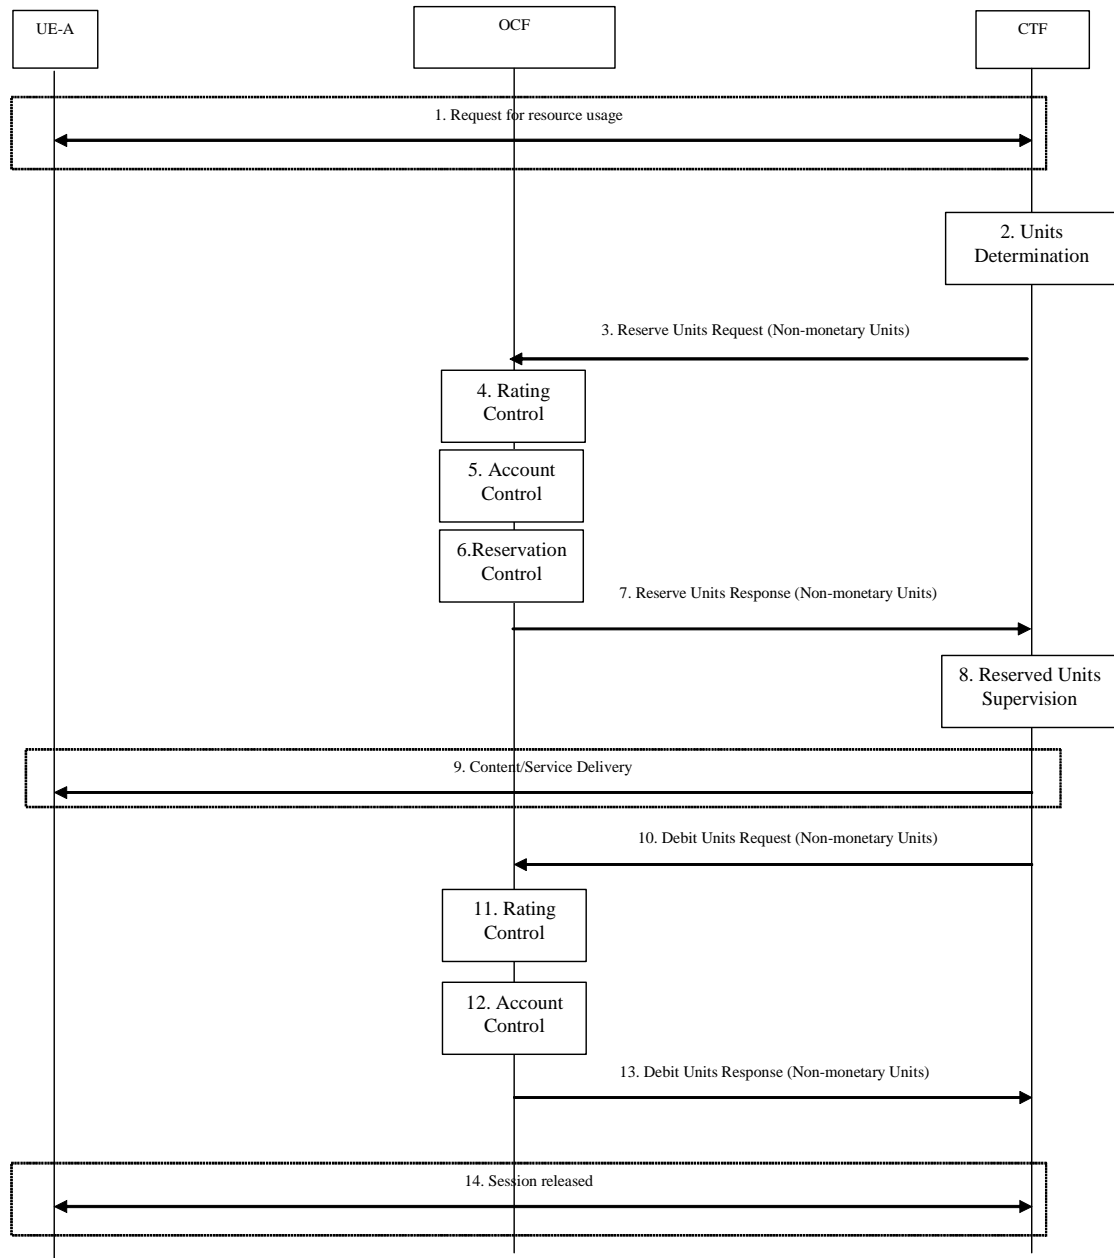 UE-A
OCF
CTF
1. Request for resource usage
2. Units
Determination
3. Reserve Units Request (Non-monetary Units)
4. Rating
Control
5. Account
Control
6.Reservation
Control
7. Reserve Units Response (Non-monetary Units)
8. Reserved Units
Supervision
9. Content/Service Delivery
10. Debit Units Request (Non-monetary Units)
11. Rating
Control
12. Account
Control
13. Debit Units Response (Non-monetary Units)
14. Session released